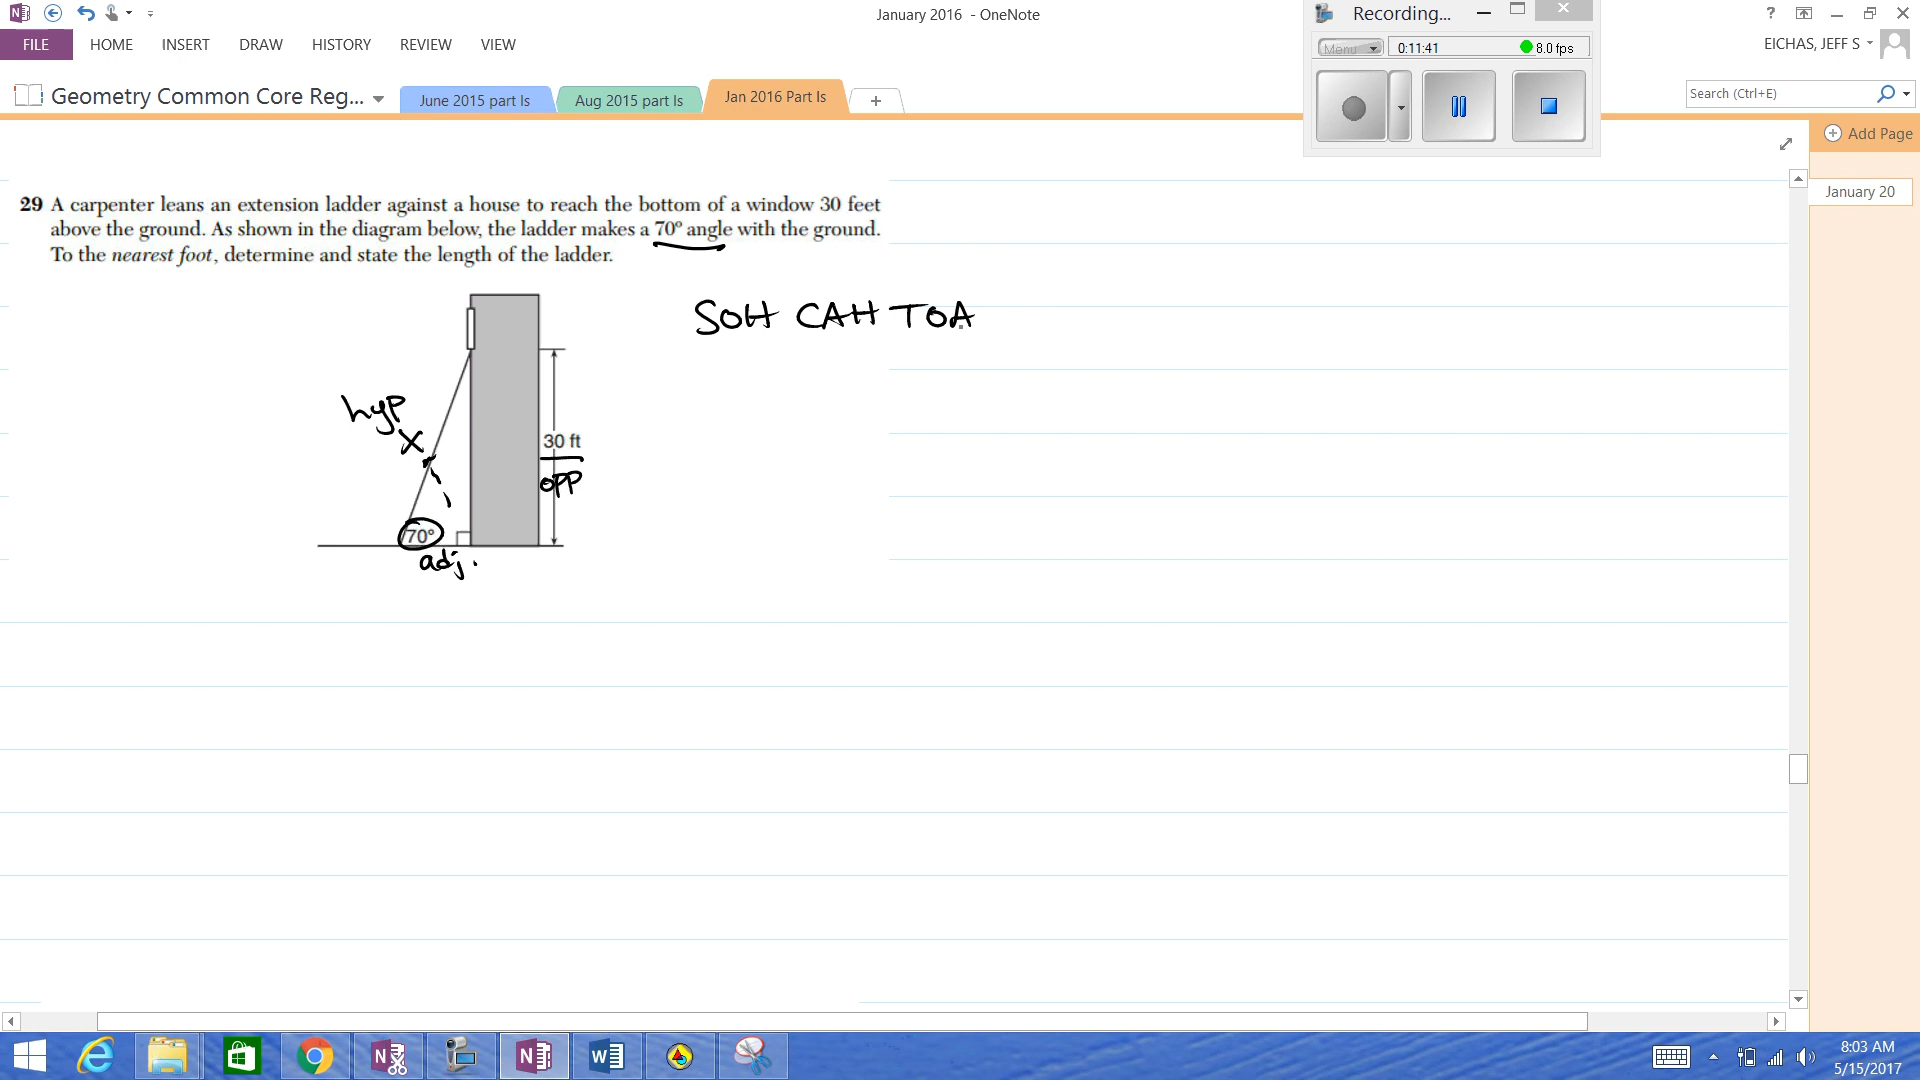 January 2016 - OneNote
Recording...
Menu
0:11:41
8.0 fps
?
FILE
HOME
INSERT
DRAW
HISTORY
REVIEW
VIEW
EICHAS, JEFF S
Geometry Common Core Reg...
June 2015 part Is
Aug 2015 part Is
Jan 2016 Part Is
+
Search (Ctrl+E)
Add Page
January 20
29 A carpenter leans an extension ladder against a house to reach the bottom of a window 30 feet
above the ground. As shown in the diagram below, the ladder makes a 70° angle with the ground.
To the nearest foot, determine and state the length of the ladder.
SOH CAH TOA
hyp
x
30 ft
opp
70°
adj.
8:03 AM
5/15/2017